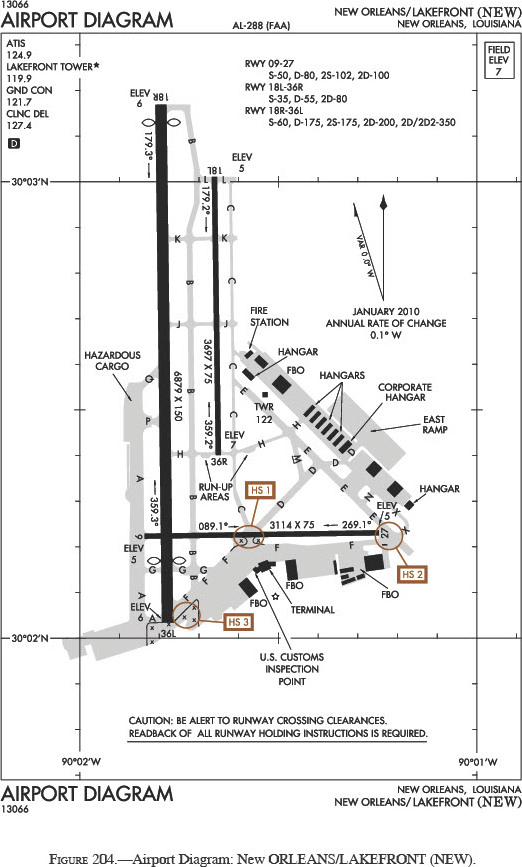 13066
AIRPORT DIAGRAM
AL-288 (FAA)
NEW ORLEANS/LAKEFRONT (NEW)
NEW ORLEANS, LOUISIANA
ATIS
124.9
LAKEFRONT TOWER★
119.9
GND CON
121.7
CLNC DEL
127.4
D
RWY 09-27
S-50, D-80, 2S-102, 2D-100
RWY 18L-36R
S-35, D-55, 2D-80
RWY 18R-36L
S-60, D-175, 2S-175, 2D-200, 2D/2D2-350
FIELD
ELEV
7
ELEV
6
18R
179.3°
B
30°03'N
ELEV
5
18L
L
L
179.2°
C
VAR 0.0° W
K
K
C
B
JANUARY 2010
ANNUAL RATE OF CHANGE
0.1° W
FIRE
STATION
J
J
HANGAR
FBO
HANGARS
CORPORATE
HANGAR
EAST
RAMP
HAZARDOUS
CARGO
G
6879 X 150
3697 X 75
B
C
E
TWR
122
P
359.2°
C
ELEV
7
H
H
H
E
M
D
D
D
36R
RUN-UP
AREAS
A
359.3°
HS 1
D
E
N
HANGAR
ELEV
5
X
X
9
089.1°
3114 X 75
269.1°
27
ELEV
5
F
F
F
F
G
G
G
B
HS 2
FBO
FBO
FBO
TERMINAL
A
ELEV
6
A
F
36L
HS 3
30°02'N
U.S. CUSTOMS
INSPECTION
POINT
CAUTION: BE ALERT TO RUNWAY CROSSING CLEARANCES.
READBACK OF ALL RUNWAY HOLDING INSTRUCTIONS IS REQUIRED.
90°02'W
90°01'W
AIRPORT DIAGRAM
13066
NEW ORLEANS, LOUISIANA
NEW ORLEANS/LAKEFRONT (NEW)
FIGURE 204.—Airport Diagram: New ORLEANS/LAKEFRONT (NEW).